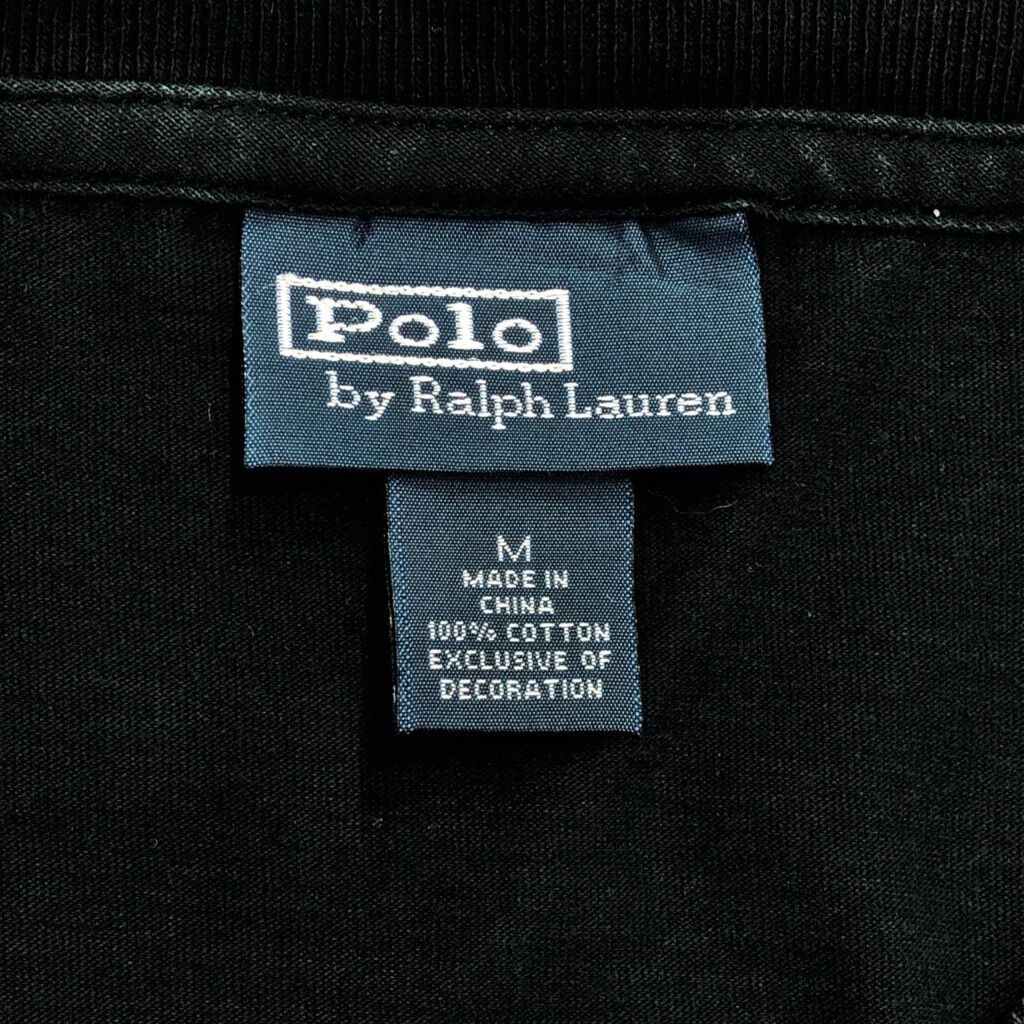 Polo
by Ralph Lauren
M
MADE IN
CHINA
100% COTTON
EXCLUSIVE OF
DECORATION